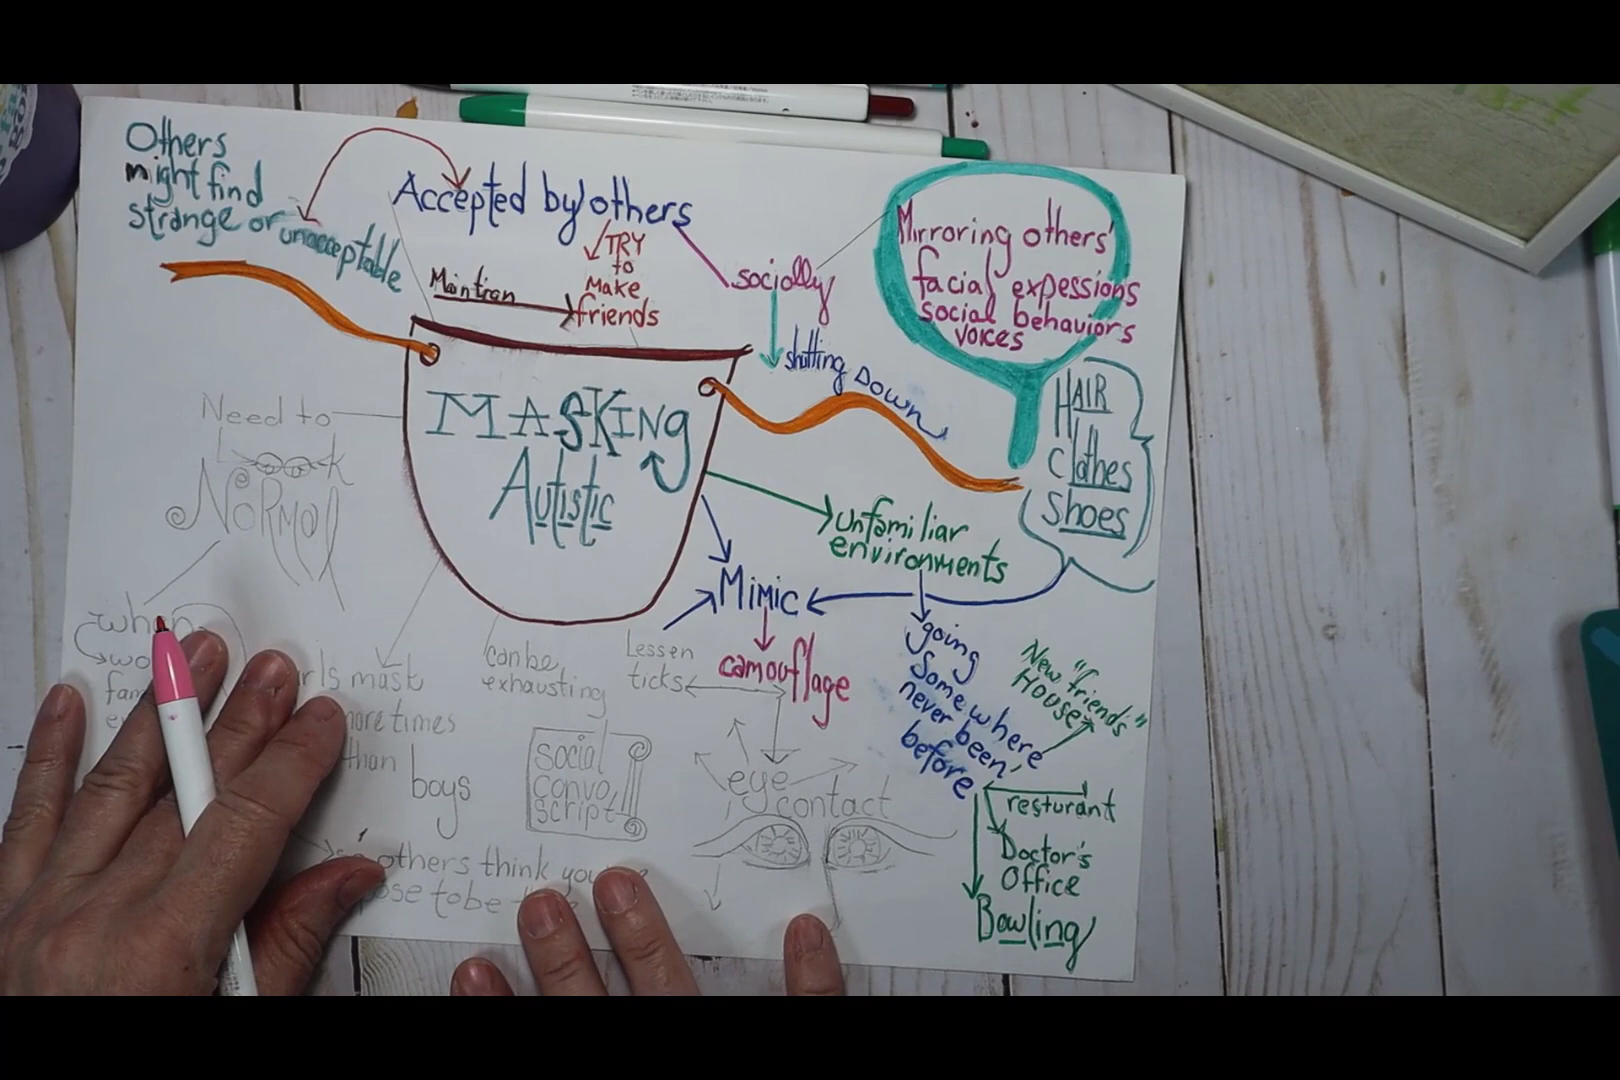 Others
might find
strange or
unacceptable
Accepted by others
TRY
to
Make
friends
Maintran
socially
shutting Down
Mirroring others'
facial expessions
social behaviors
voices
HAIR
clothes
shoes
MASKING
Autistic
Need to
Look
NORMal
unfamiliar
environments
Mimic
camouflage
going
Somewhere
never been
before
New "friends"
House
resturant
Doctor's
Office
Bowling
Lessen
ticks
can be
exhausting
social
convo
script
eye
contact
when
mask
more times
than
boys
others think you